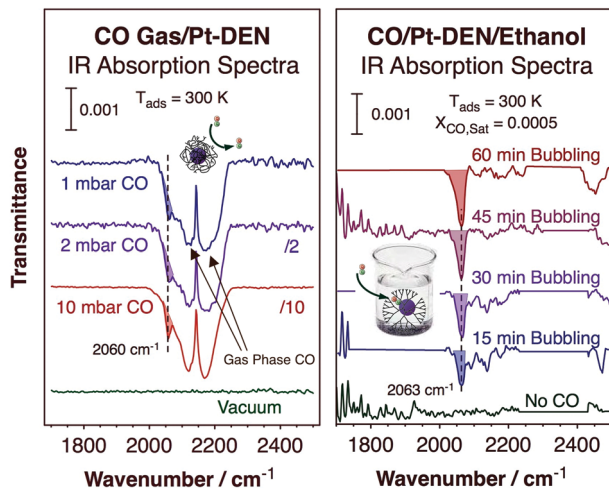 CO Gas/Pt-DEN
IR Absorption Spectra
0.001
T_ads = 300 K
1 mbar CO
2 mbar CO
/2
10 mbar CO
/10
2060 cm⁻¹
Gas Phase CO
Vacuum
1800
2000
2200
2400
Wavenumber / cm⁻¹
Transmittance
CO/Pt-DEN/Ethanol
IR Absorption Spectra
0.001
T_ads = 300 K
X_CO,Sat = 0.0005
60 min Bubbling
45 min Bubbling
30 min Bubbling
15 min Bubbling
2063 cm⁻¹
No CO
1800
2000
2200
2400
Wavenumber / cm⁻¹